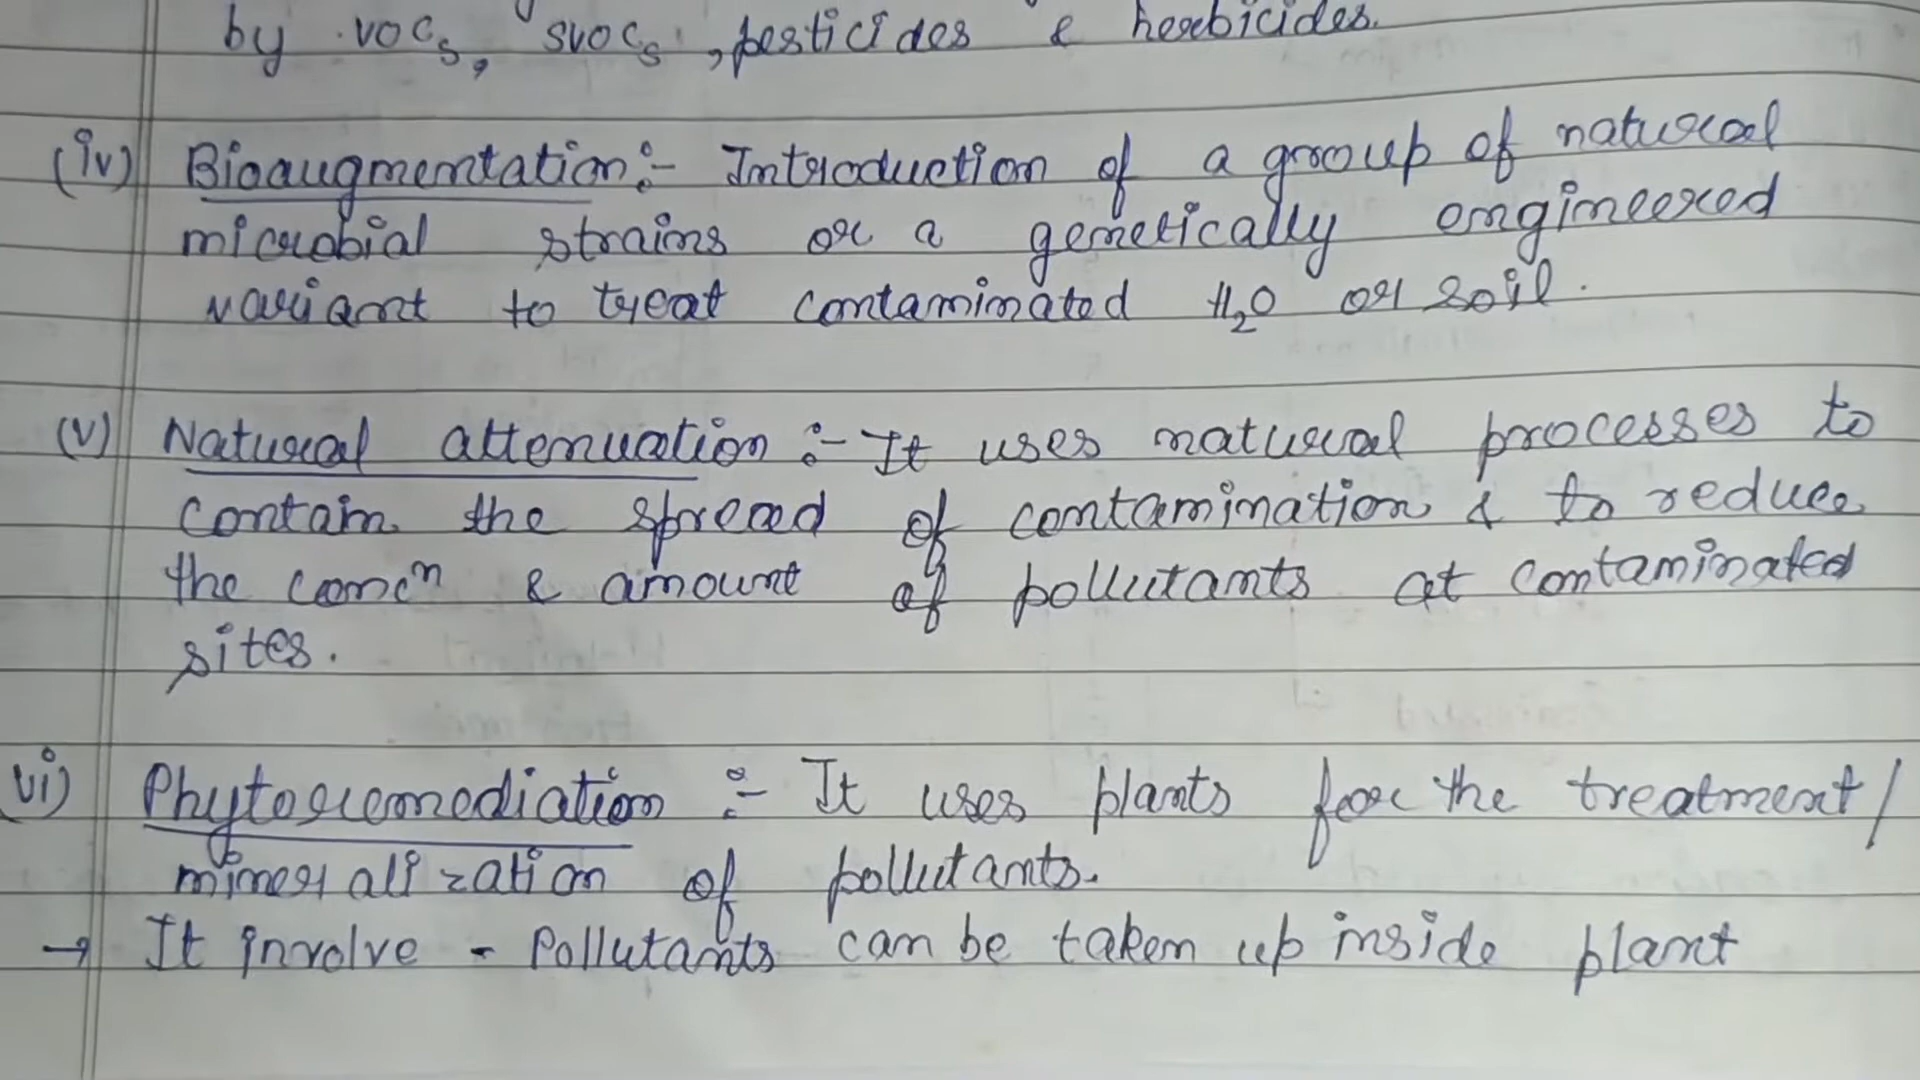 by VOCs, SVOCs, pesticides & herbicides.
(iv) Bioaugmentation :- Introduction of a group of natural
microbial strains or a genetically engineered
variant to treat contaminated H₂O or soil.
(v) Natural attenuation :- It uses natural processes to
contain the spread of contamination & to reduce
the concⁿ & amount of pollutants at contaminated
sites.
vi) Phytoremediation :- It uses plants for the treatment/
mineralization of pollutants.
→ It involve - Pollutants can be taken up inside plant